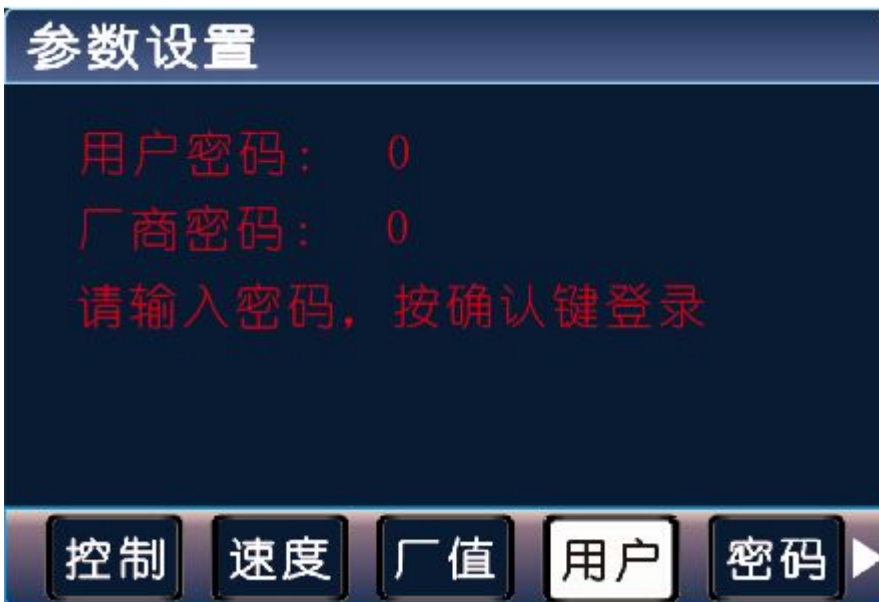 参数设置
用户密码： 0
厂商密码： 0
请输入密码，按确认键登录
控制 速度 厂值 用户 密码